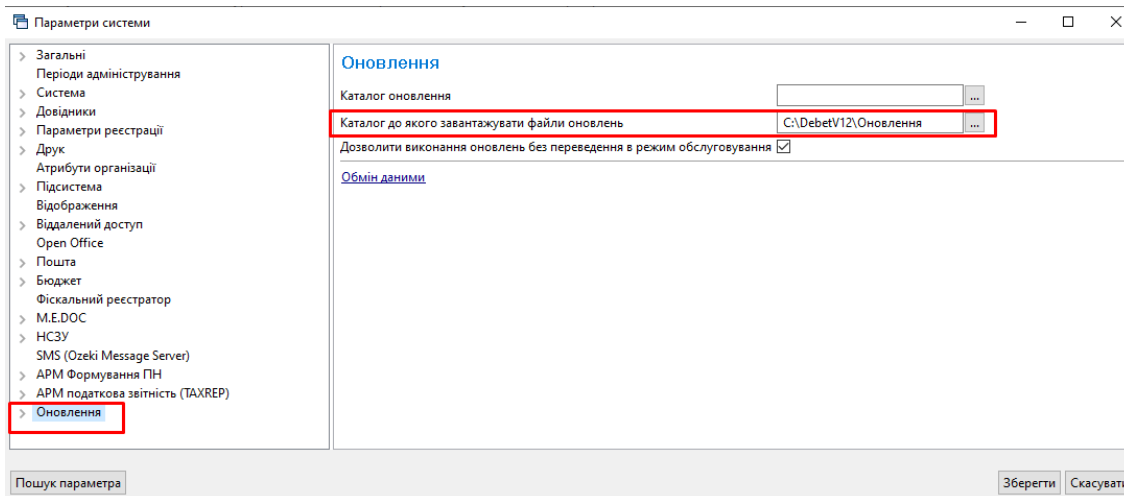 Параметри системи
Загальні
Періоди адміністрування
Система
Довідники
Параметри реєстрації
Друк
Атрибути організації
Підсистема
Відображення
Віддалений доступ
Open Office
Пошта
Бюджет
Фіскальний реєстратор
M.E.DOC
НСЗУ
SMS (Ozeki Message Server)
АРМ Формування ПН
АРМ податкова звітність (TAXREP)
Оновлення
Оновлення
Каталог оновлення ...
Каталог до якого завантажувати файли оновлень C:\DebetV12\Оновлення ...
Дозволити виконання оновлень без переведення в режим обслуговування
Обмін даними
Пошук параметра
Зберегти Скасувати